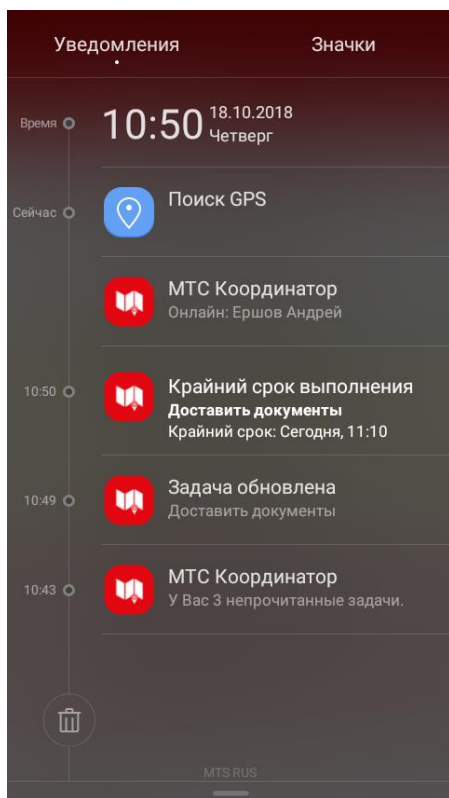 Уведомления
Значки
Время
10:50
18.10.2018
Четверг
Сейчас
Поиск GPS
МТС Координатор
Онлайн: Ершов Андрей
10:50
Крайний срок выполнения
Доставить документы
Крайний срок: Сегодня, 11:10
10:49
Задача обновлена
Доставить документы
10:43
МТС Координатор
У Вас 3 непрочитанные задачи.
MTS RUS